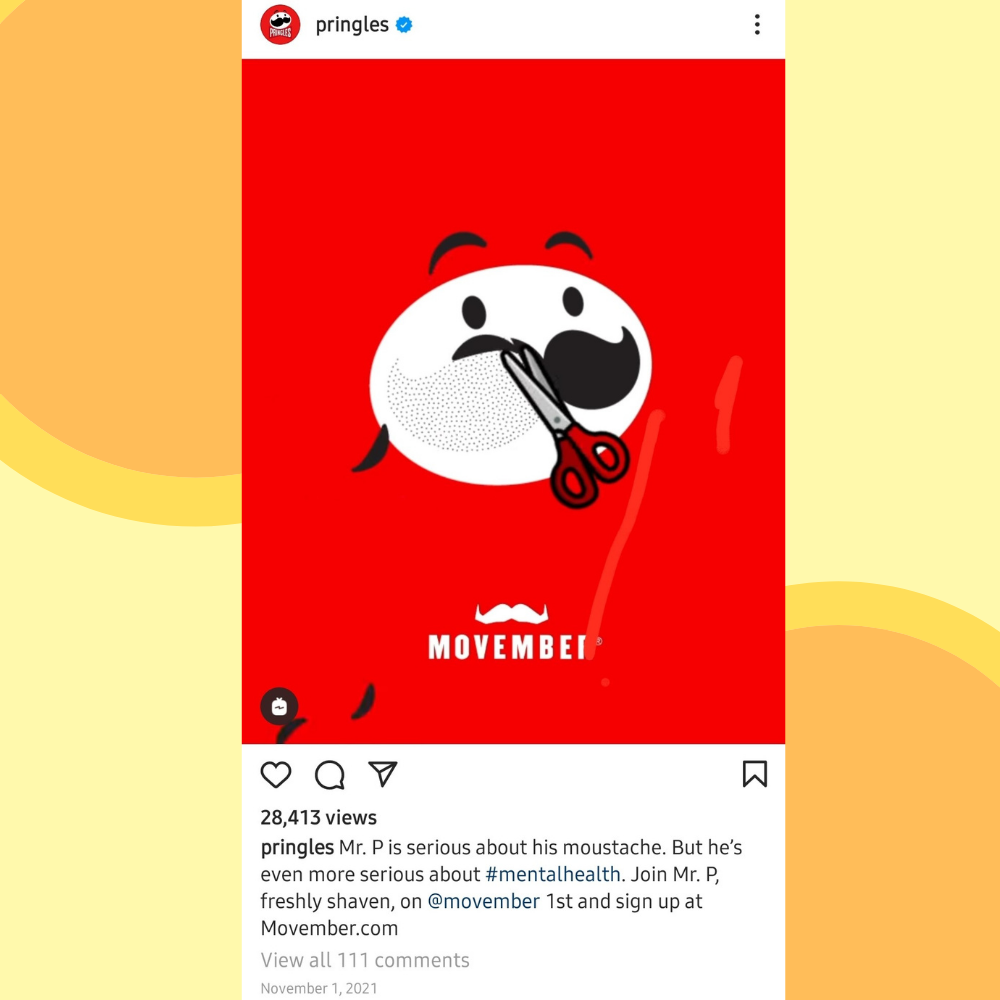 PRINGLES
pringles
MOVEMBER®
28,413 views
pringles Mr. P is serious about his moustache. But he’s
even more serious about #mentalhealth. Join Mr. P,
freshly shaven, on @movember 1st and sign up at
Movember.com
View all 111 comments
November 1, 2021